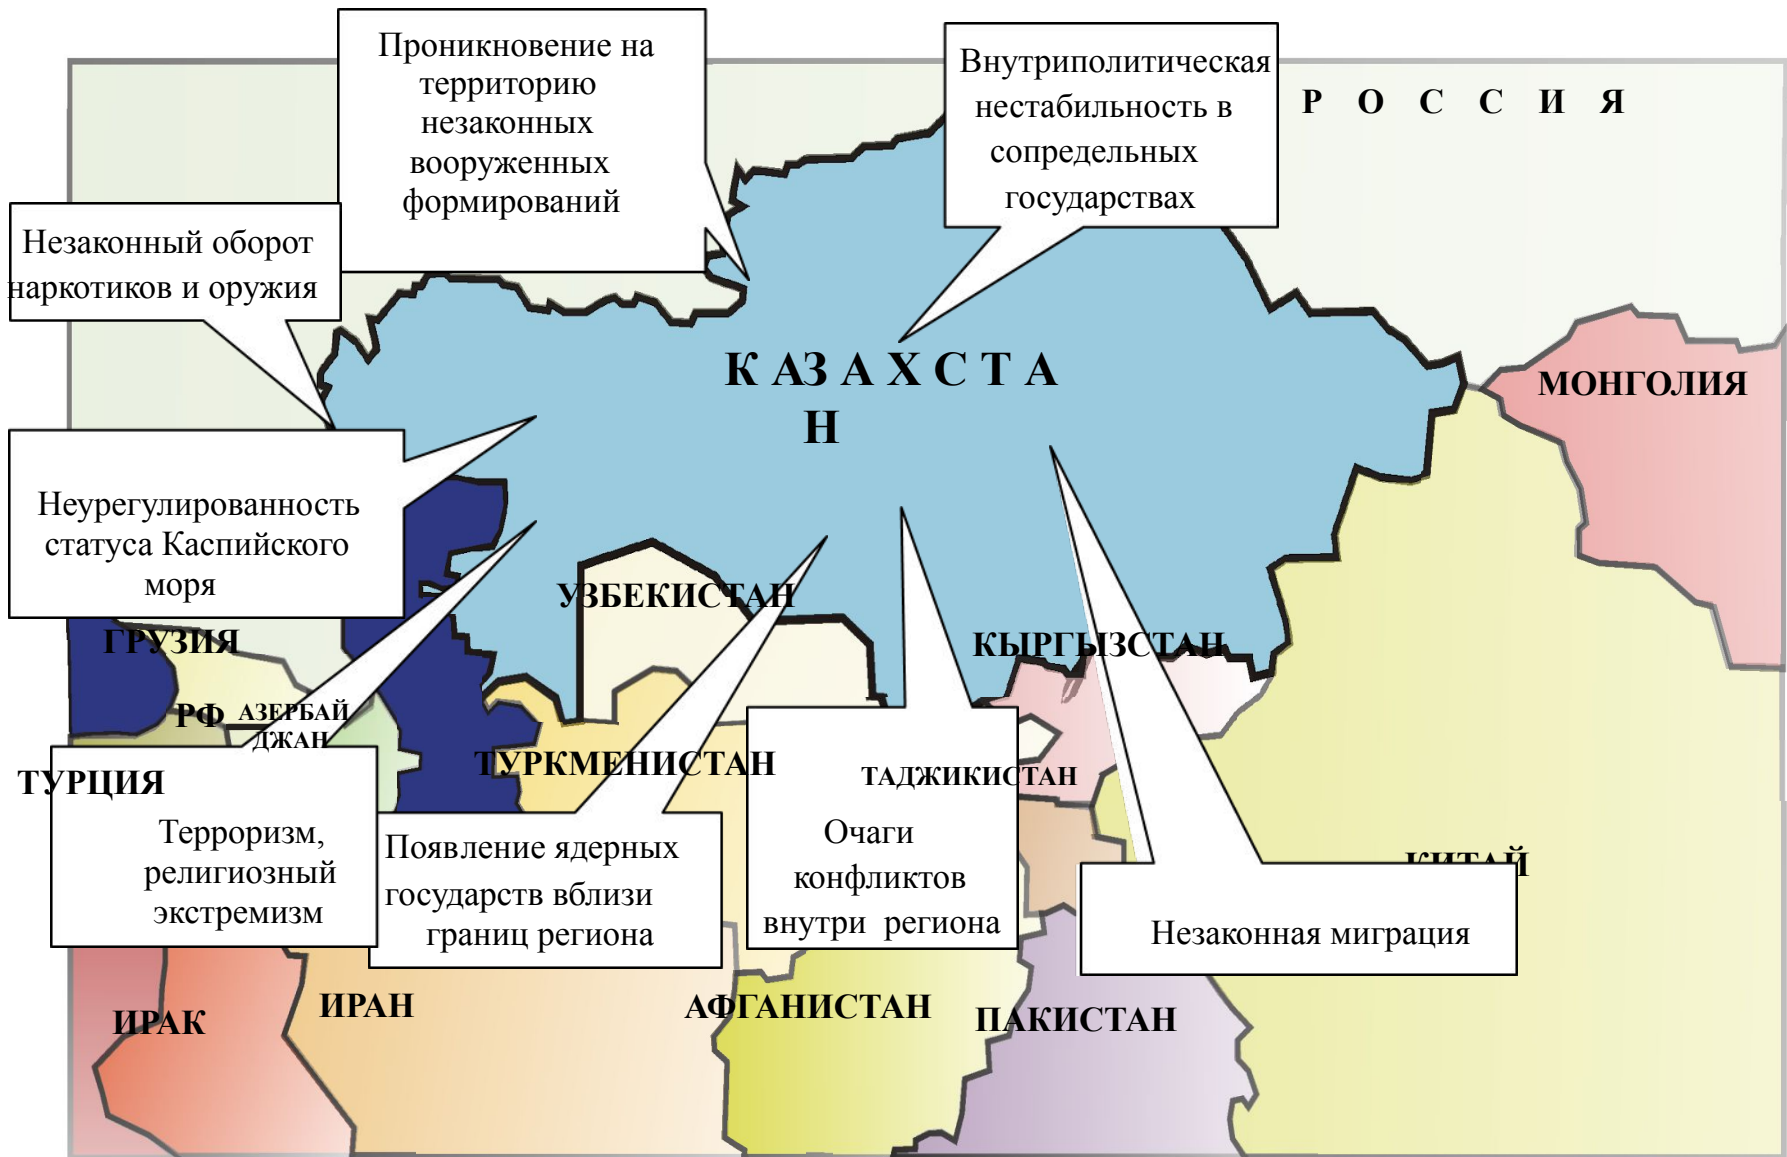 Проникновение на
территорию
незаконных
вооруженных
формирований
Внутриполитическая
нестабильность в
сопредельных
государствах
Р О С С И Я
Незаконный оборот
наркотиков и оружия
К АЗ А Х С Т А
Н
МОНГОЛИЯ
Неурегулированность
статуса Каспийского
моря
УЗБЕКИСТАН
ГРУЗИЯ
КЫРГЫЗСТАН
РФ
АЗЕРБАЙ
ДЖАН
ТУРЦИЯ
ТУРКМЕНИСТАН
ТАДЖИКИСТАН
Терроризм,
религиозный
экстремизм
Появление ядерных
государств вблизи
границ региона
Очаги
конфликтов
внутри региона
КИТАЙ
Незаконная миграция
ИРАК
ИРАН
АФГАНИСТАН
ПАКИСТАН